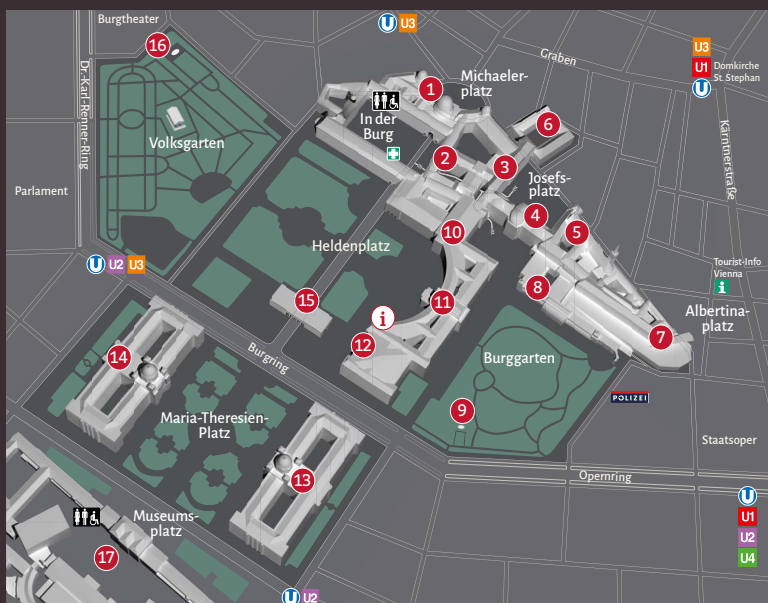 Burgtheater
16
U U3
Graben
U3
U1
U
Domkirche
St. Stephan
Dr.-Karl-Renner-Ring
Volksgarten
1
Michaeler-
platz
In der
Burg
6
2
3
Kärntnerstraße
Parlament
Josefs-
platz
4
5
Heldenplatz
10
U U2 U3
Tourist-Info
Vienna
i
8
15
11
i
12
Albertina-
platz
7
14
Burgring
Burggarten
POLIZEI
9
Maria-Theresien-
Platz
Staatsoper
13
Opernring
Museums-
platz
17
U
U1
U2
U4
U U2